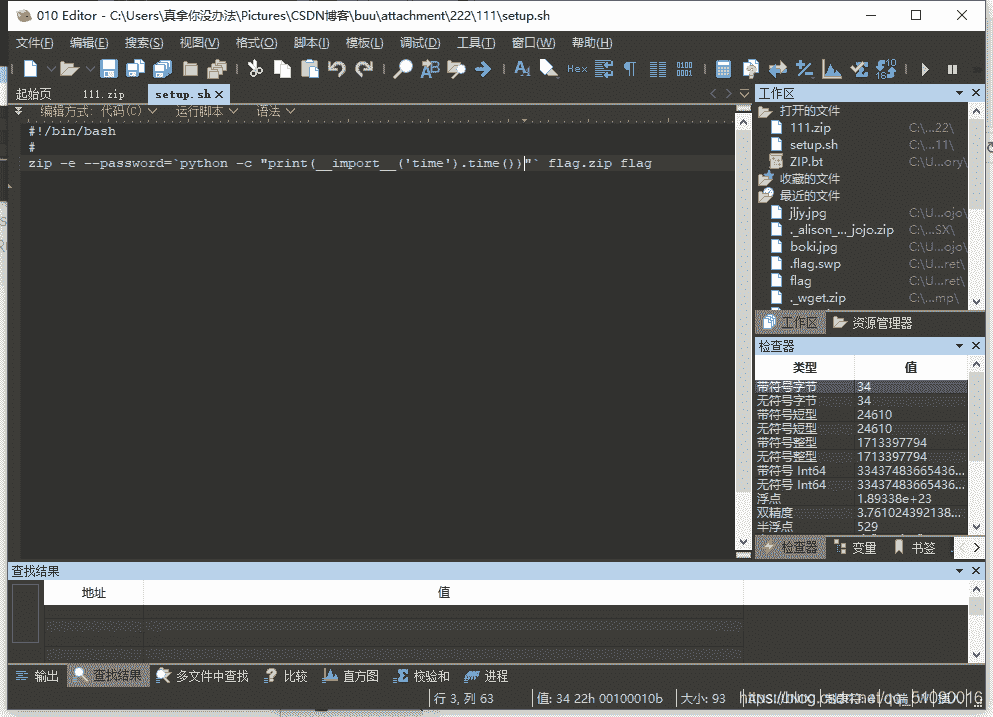 010 Editor - C:\Users\真拿你没办法\Pictures\CSDN博客\buu\attachment\222\111\setup.sh
文件(F) 编辑(E) 搜索(S) 视图(V) 格式(O) 脚本(I) 模板(L) 调试(D) 工具(T) 窗口(W) 帮助(H)
起始页 111.zip setup.sh
编辑方式: 代码(C) 运行脚本 语法
#!/bin/bash
#
zip -e --password=`python -c "print(__import__('time').time())"` flag.zip flag
工作区
打开的文件
111.zip C:\...22\
setup.sh C:\...11\
ZIP.bt C:\U...ory\
收藏的文件
最近的文件
jljy.jpg C:\U...ojo\
._alison_..._jojo.zip C:\...SX\
boki.jpg C:\U...ojo\
.flag.swp C:\U...ret\
flag C:\U...ret\
._wget.zip C:\...mp\
工作区 资源管理器
检查器
类型 值
带符号字节 34
无符号字节 34
带符号短型 24610
无符号短型 24610
带符号整型 1713397794
无符号整型 1713397794
带符号 Int64 33437483665436...
无符号 Int64 33437483665436...
浮点 1.89338e+23
双精度 3.761024392138...
半浮点 529
检查器 变量 书签
查找结果
地址 值
输出 查找结果 多文件中查找 比较 直方图 校验和 进程
行 3, 列 63 值: 34 22h 00100010b 大小: 93